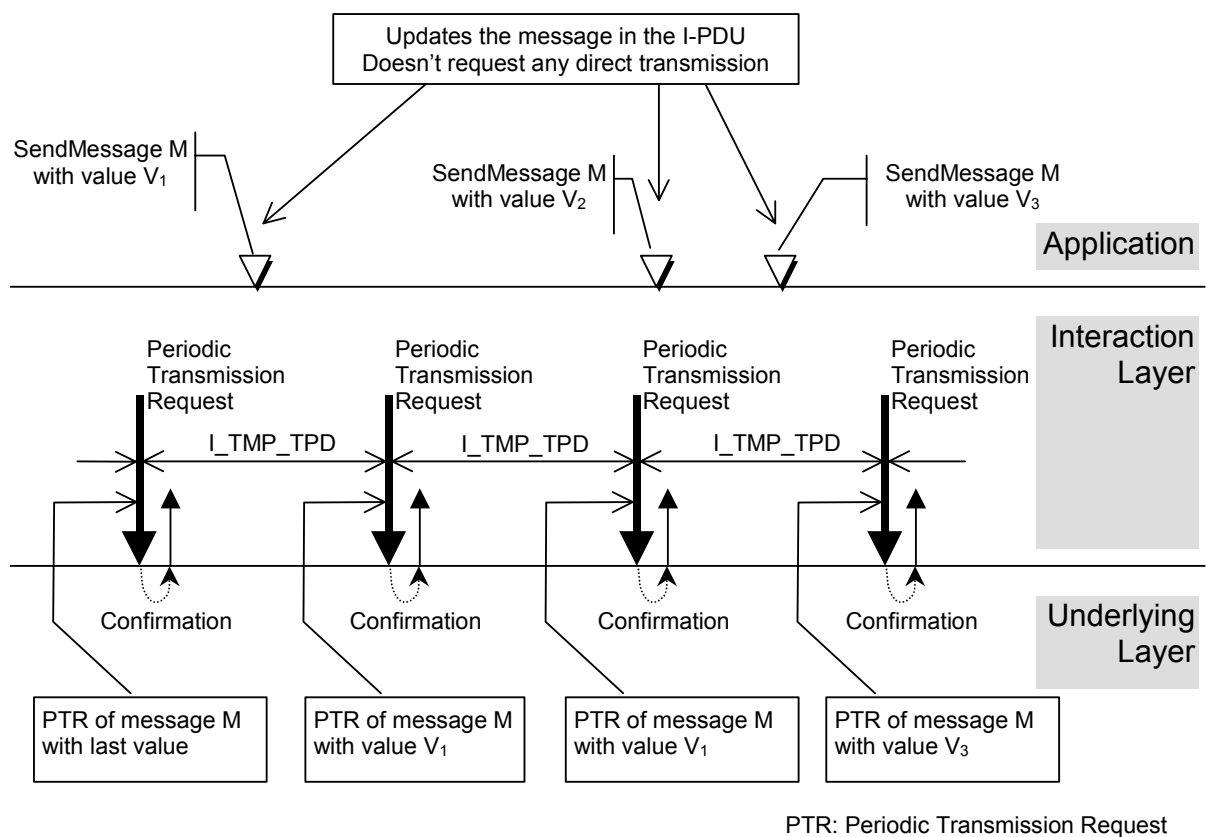 Updates the message in the I-PDU
Doesn't request any direct transmission
SendMessage M
with value V₁
SendMessage M
with value V₂
SendMessage M
with value V₃
Application
Interaction
Layer
Periodic
Transmission
Request
Periodic
Transmission
Request
Periodic
Transmission
Request
Periodic
Transmission
Request
I_TMP_TPD
I_TMP_TPD
I_TMP_TPD
Confirmation
Confirmation
Confirmation
Confirmation
Underlying
Layer
PTR of message M
with last value
PTR of message M
with value V₁
PTR of message M
with value V₁
PTR of message M
with value V₃
PTR: Periodic Transmission Request